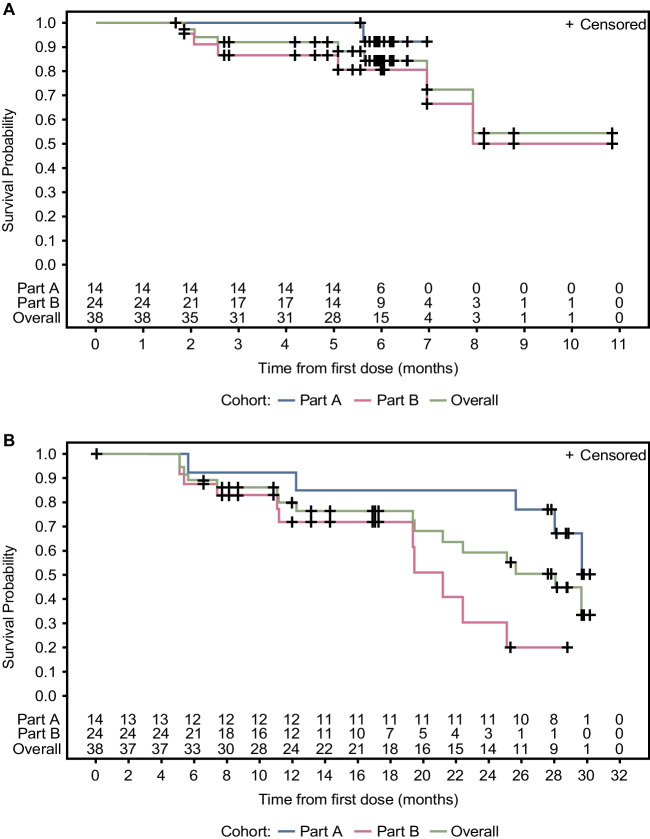 A
1.0
+ Censored
0.9
0.8
0.7
0.6
0.5
0.4
0.3
0.2
0.1
0.0
Survival Probability
Part A 14 14 14 14 14 14 6 0 0 0 0 0
Part B 24 24 21 17 17 14 9 4 3 1 1 0
Overall 38 38 35 31 31 28 15 4 3 1 1 0
0 1 2 3 4 5 6 7 8 9 10 11
Time from first dose (months)
Cohort: Part A Part B Overall
B
1.0
+ Censored
0.9
0.8
0.7
0.6
0.5
0.4
0.3
0.2
0.1
0.0
Survival Probability
Part A 14 13 13 12 12 12 12 11 11 11 11 11 11 10 8 1 0
Part B 24 24 24 21 18 16 12 11 10 7 5 4 3 1 1 0 0
Overall 38 37 37 33 30 28 24 22 21 18 16 15 14 11 9 1 0
0 2 4 6 8 10 12 14 16 18 20 22 24 26 28 30 32
Time from first dose (months)
Cohort: Part A Part B Overall